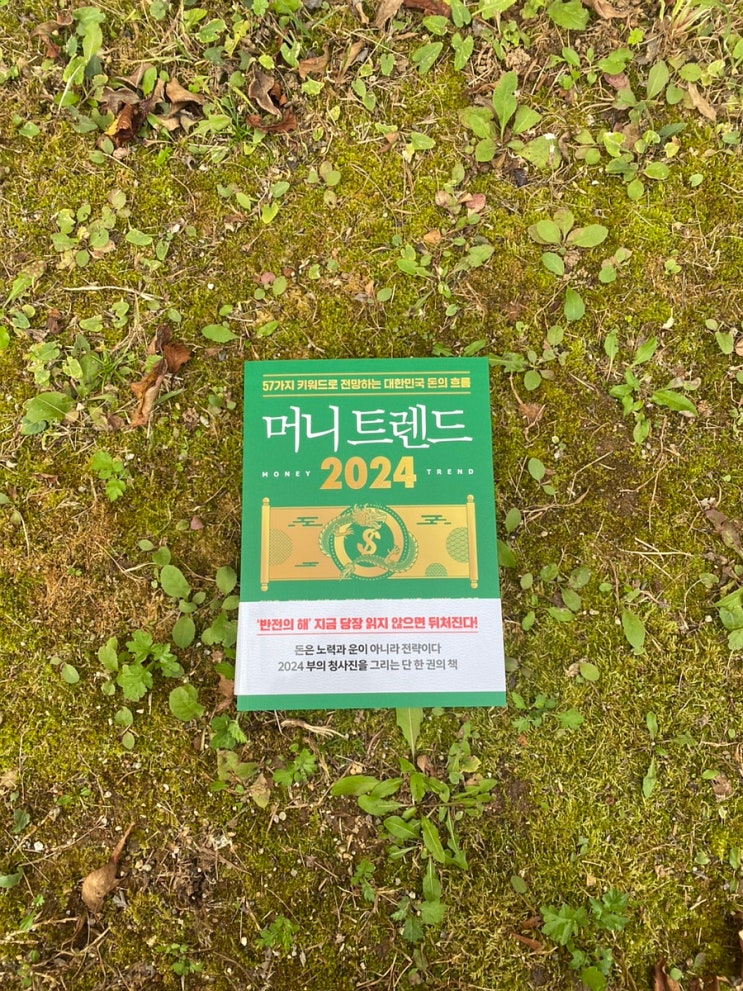 57가지 키워드로 전망하는 대한민국 돈의 흐름
머니 트렌드
MONEY 2024 TREND
$
'반전의 해' 지금 당장 읽지 않으면 뒤처진다!
돈은 노력과 운이 아니라 전략이다
2024 부의 청사진을 그리는 단 한 권의 책